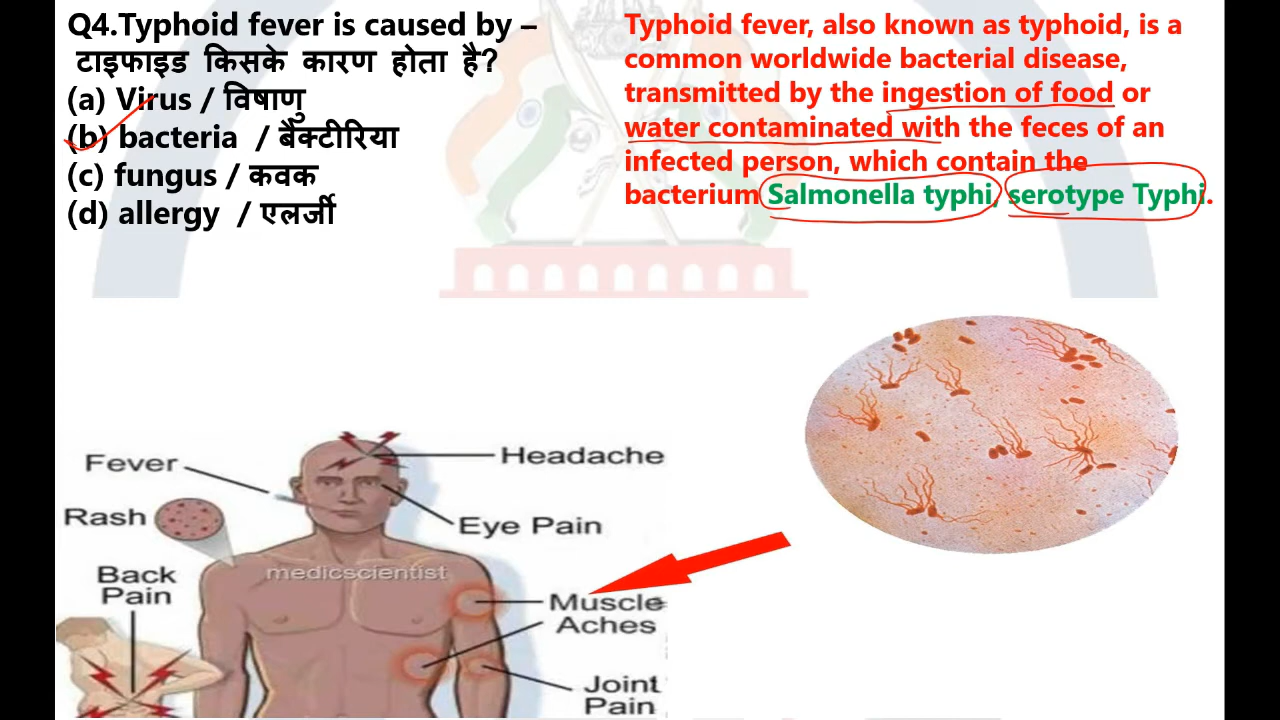 Q4.Typhoid fever is caused by –
टाइफाइड किसके कारण होता है?
(a) Virus / विषाणु
(b) bacteria / बैक्टीरिया
(c) fungus / कवक
(d) allergy / एलर्जी
Typhoid fever, also known as typhoid, is a
common worldwide bacterial disease,
transmitted by the ingestion of food or
water contaminated with the feces of an
infected person, which contain the
bacterium Salmonella typhi, serotype Typhi.
Headache
Fever
Rash
Eye Pain
medicscientist
Back
Pain
Muscle
Aches
Joint
Pain